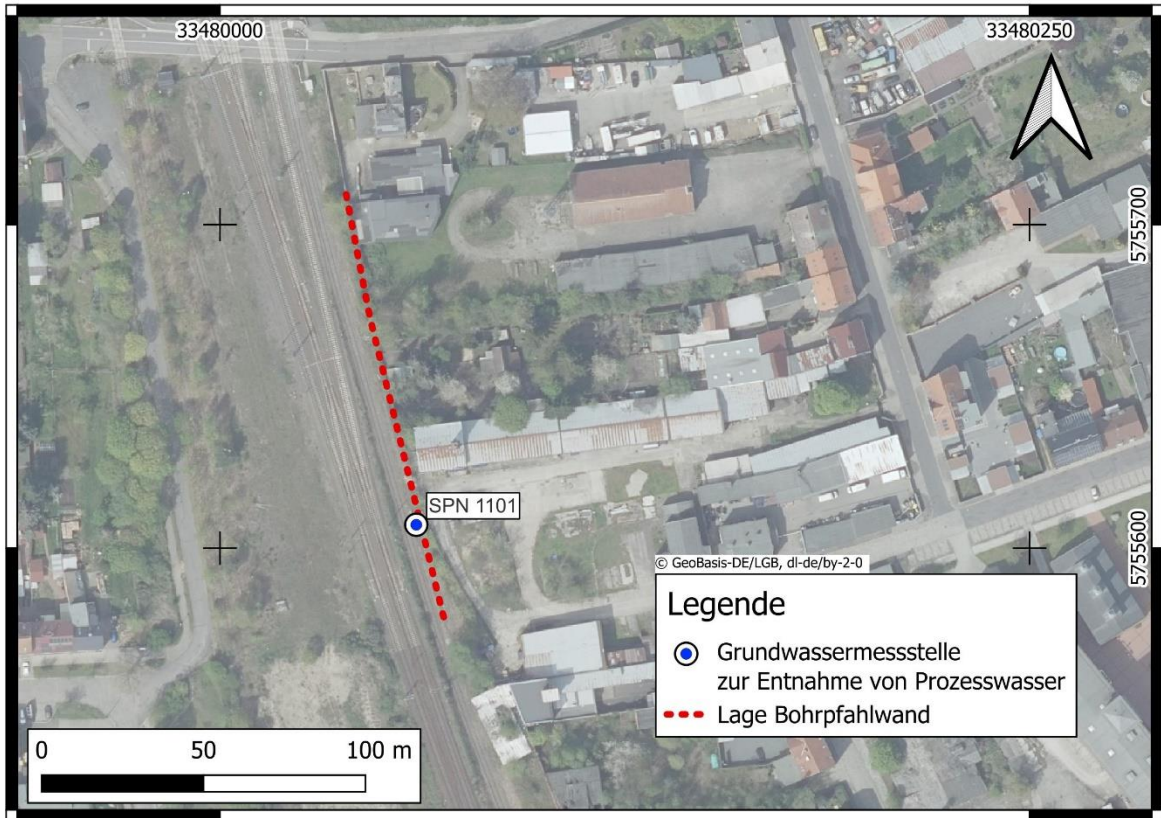 33480000
33480250
5755700
SPN 1101
5755600
© GeoBasis-DE/LGB, dl-de/by-2-0
Legende
Grundwassermessstelle
zur Entnahme von Prozesswasser
Lage Bohrpfahlwand
0 50 100 m